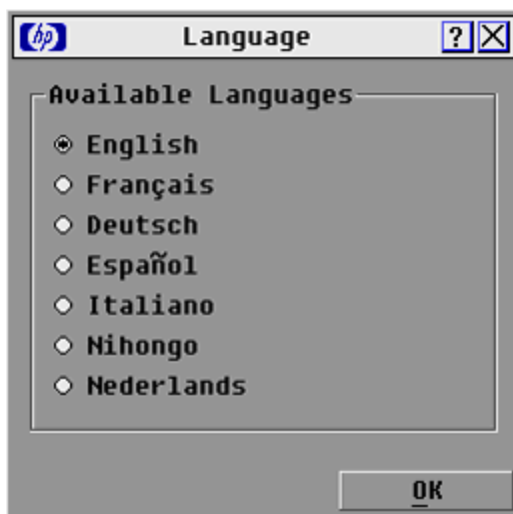 hp Language ? X
Available Languages
English
Français
Deutsch
Español
Italiano
Nihongo
Nederlands
OK